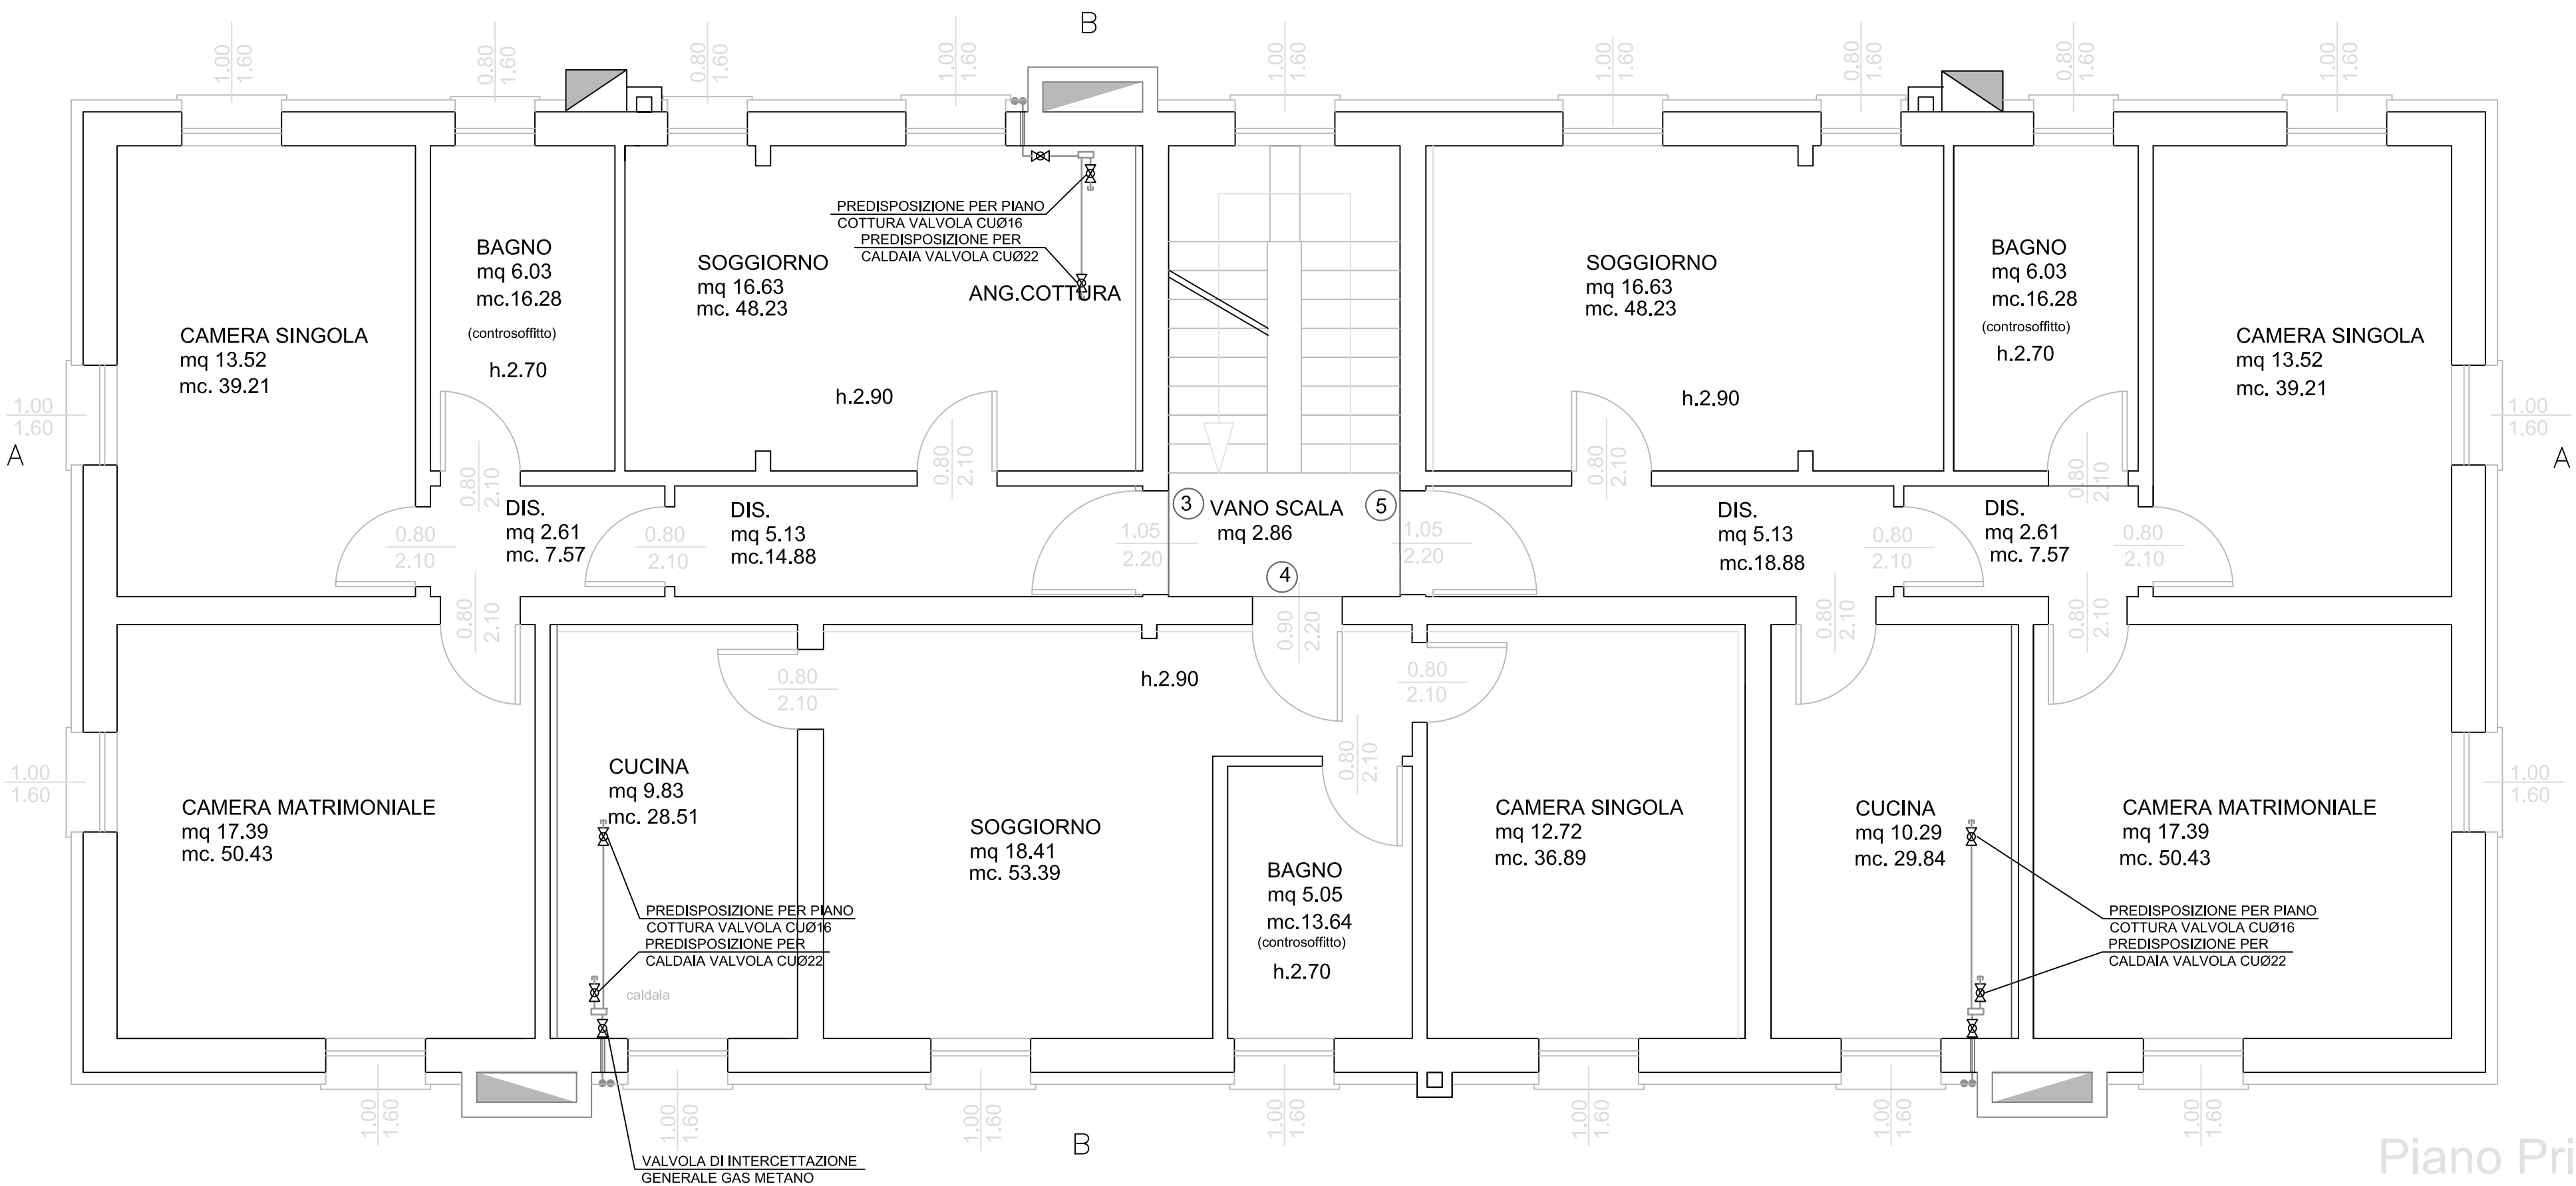 B
1.00
1.60
0.80
1.60
0.80
1.60
1.00
1.60
1.00
1.60
1.00
1.60
0.80
1.60
0.80
1.60
1.00
1.60
PREDISPOSIZIONE PER PIANO
COTTURA VALVOLA CUØ16
PREDISPOSIZIONE PER
CALDAIA VALVOLA CUØ22
ANG.COTTURA
CAMERA SINGOLA
mq 13.52
mc. 39.21
BAGNO
mq 6.03
mc.16.28
(controsoffitto)
h.2.70
SOGGIORNO
mq 16.63
mc. 48.23
h.2.90
SOGGIORNO
mq 16.63
mc. 48.23
h.2.90
BAGNO
mq 6.03
mc.16.28
(controsoffitto)
h.2.70
CAMERA SINGOLA
mq 13.52
mc. 39.21
1.00
1.60
A
1.00
1.60
A
0.80
2.10
0.80
2.10
0.80
2.10
0.80
2.10
0.80
2.10
DIS.
mq 2.61
mc. 7.57
0.80
2.10
DIS.
mq 5.13
mc.14.88
1.05
2.20
3
VANO SCALA
mq 2.86
5
4
1.05
2.20
DIS.
mq 5.13
mc.18.88
0.80
2.10
DIS.
mq 2.61
mc. 7.57
0.80
2.10
0.80
2.10
0.80
2.10
0.90
2.20
0.80
2.10
0.80
2.10
0.80
2.10
0.80
2.10
h.2.90
1.00
1.60
CAMERA MATRIMONIALE
mq 17.39
mc. 50.43
CUCINA
mq 9.83
mc. 28.51
SOGGIORNO
mq 18.41
mc. 53.39
BAGNO
mq 5.05
mc.13.64
(controsoffitto)
h.2.70
CAMERA SINGOLA
mq 12.72
mc. 36.89
CUCINA
mq 10.29
mc. 29.84
CAMERA MATRIMONIALE
mq 17.39
mc. 50.43
1.00
1.60
PREDISPOSIZIONE PER PIANO
COTTURA VALVOLA CUØ16
PREDISPOSIZIONE PER
CALDAIA VALVOLA CUØ22
caldaia
PREDISPOSIZIONE PER PIANO
COTTURA VALVOLA CUØ16
PREDISPOSIZIONE PER
CALDAIA VALVOLA CUØ22
1.00
1.60
1.00
1.60
1.00
1.60
1.00
1.60
1.00
1.60
1.00
1.60
1.00
1.60
B
VALVOLA DI INTERCETTAZIONE
GENERALE GAS METANO
Piano Pri